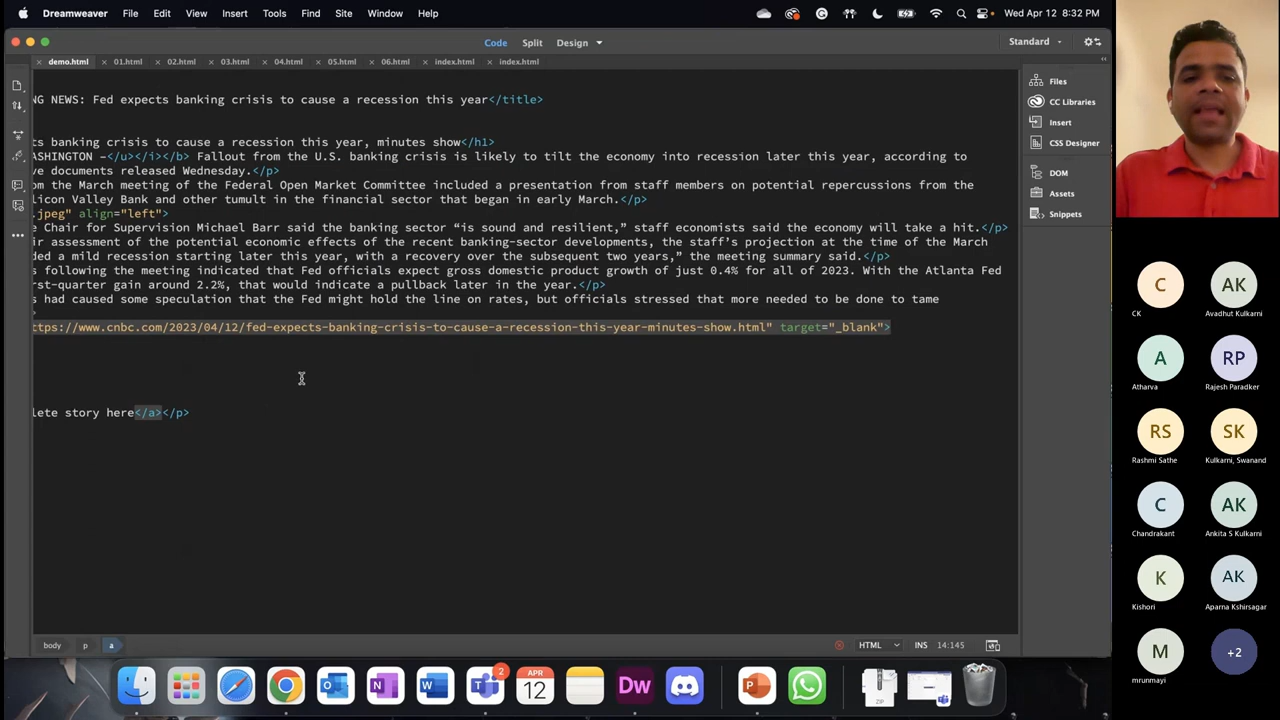 Dreamweaver File Edit View Insert Tools Find Site Window Help Wed Apr 12 8:32 PM
Code Split Design Standard
demo.html 01.html 02.html 03.html 04.html 05.html 06.html index.html index.html
NG NEWS: Fed expects banking crisis to cause a recession this year</title>
ts banking crisis to cause a recession this year, minutes show</h1>
ASHINGTON –</u></i></b> Fallout from the U.S. banking crisis is likely to tilt the economy into recession later this year, according to
ve documents released Wednesday.</p>
om the March meeting of the Federal Open Market Committee included a presentation from staff members on potential repercussions from the
licon Valley Bank and other tumult in the financial sector that began in early March.</p>
.jpeg" align="left">
e Chair for Supervision Michael Barr said the banking sector “is sound and resilient,” staff economists said the economy will take a hit.</p>
ir assessment of the potential economic effects of the recent banking-sector developments, the staff’s projection at the time of the March
ded a mild recession starting later this year, with a recovery over the subsequent two years,” the meeting summary said.</p>
s following the meeting indicated that Fed officials expect gross domestic product growth of just 0.4% for all of 2023. With the Atlanta Fed
rst-quarter gain around 2.2%, that would indicate a pullback later in the year.</p>
s had caused some speculation that the Fed might hold the line on rates, but officials stressed that more needed to be done to tame
ttps://www.cnbc.com/2023/04/12/fed-expects-banking-crisis-to-cause-a-recession-this-year-minutes-show.html" target="_blank">
lete story here</a></p>
body p a HTML INS 14:145
Files
CC Libraries
Insert
CSS Designer
DOM
Assets
Snippets
C AK
CK Avadhut Kulkarni
A RP
Atharva Rajesh Paradker
RS SK
Rashmi Sathe Kulkarni, Swanand
C AK
Chandrakant Ankita S Kulkarni
K AK
Kishori Aparna Kshirsagar
M +2
mrunmayi
2
APR
12
Dw
ZIP